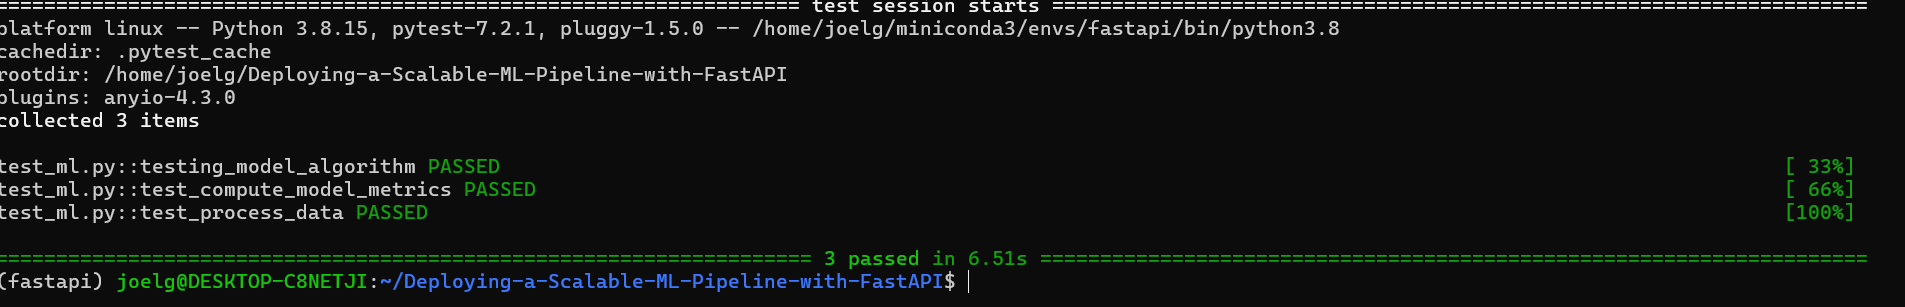 ==================================================================== test session starts ====================================================================
platform linux -- Python 3.8.15, pytest-7.2.1, pluggy-1.5.0 -- /home/joelg/miniconda3/envs/fastapi/bin/python3.8
cachedir: .pytest_cache
rootdir: /home/joelg/Deploying-a-Scalable-ML-Pipeline-with-FastAPI
plugins: anyio-4.3.0
collected 3 items
test_ml.py::testing_model_algorithm PASSED [ 33%]
test_ml.py::test_compute_model_metrics PASSED [ 66%]
test_ml.py::test_process_data PASSED [100%]
==================================================================== 3 passed in 6.51s =====================================================================
(fastapi) joelg@DESKTOP-C8NETJI:~/Deploying-a-Scalable-ML-Pipeline-with-FastAPI$